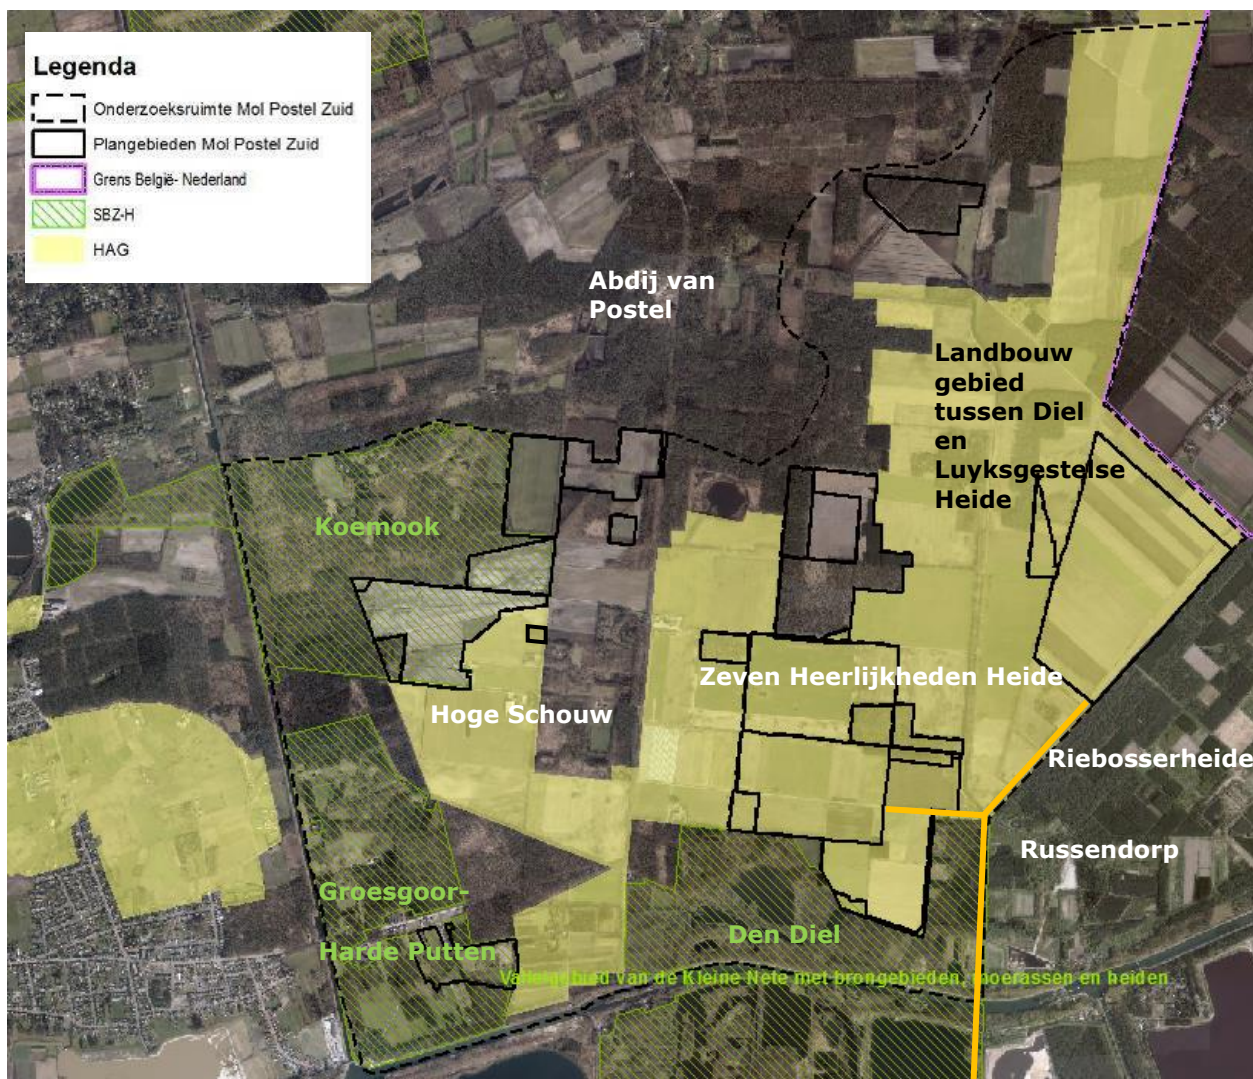 Legenda
Onderzoeksruimte Mol Postel Zuid
Plangebieden Mol Postel Zuid
Grens België- Nederland
SBZ-H
HAG
Abdij van
Postel
Landbouw
gebied
tussen Diel
en
Luyksgestelse
Heide
Koemook
Zeven Heerlijkheden Heide
Hoge Schouw
Riebosserheide
Russendorp
Groesgoor-
Harde Putten
Den Diel
Valleigebied van de Kleine Nete met brongebieden, moerassen en heiden